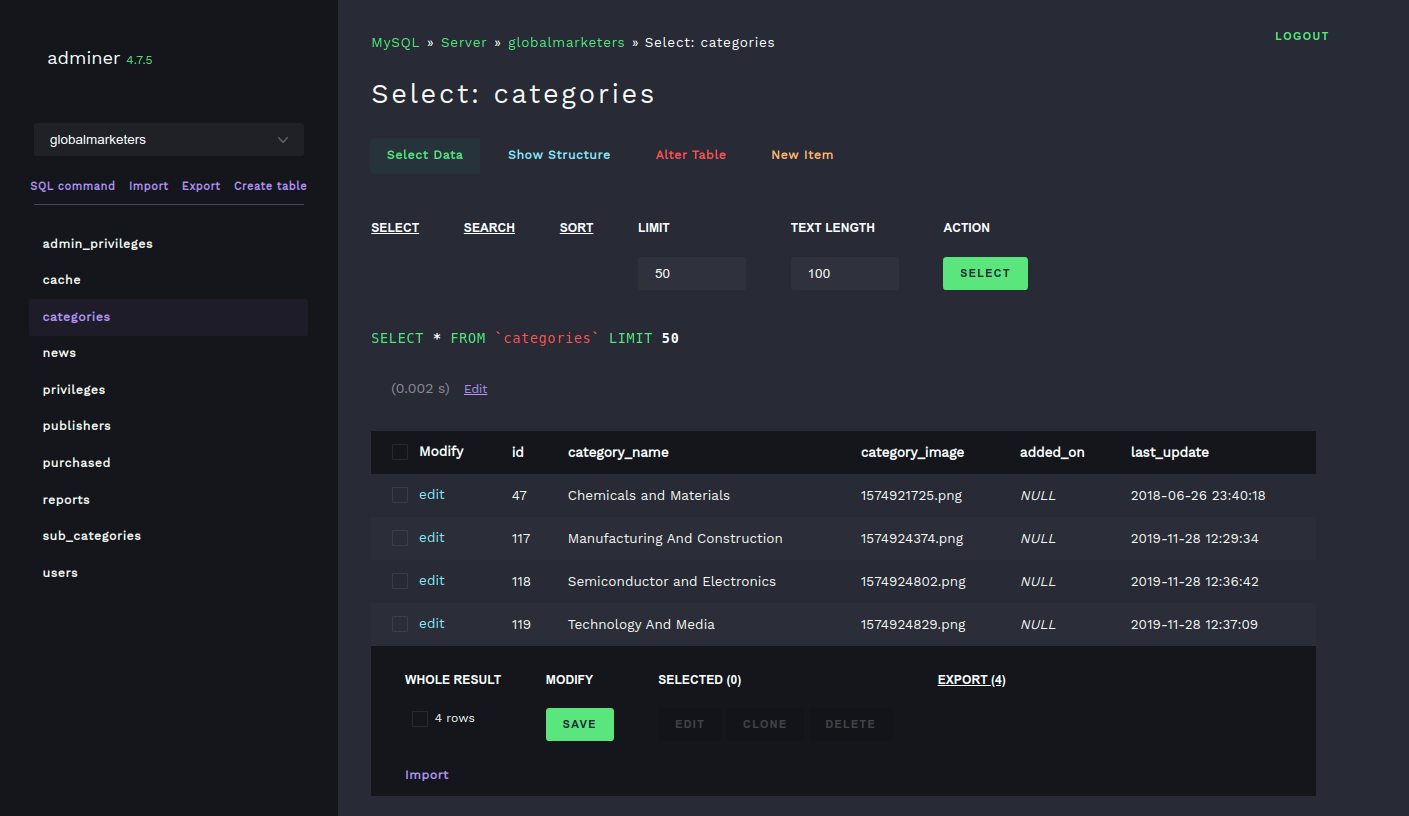 adminer 4.7.5
globalmarketers
SQL command Import Export Create table
admin_privileges
cache
categories
news
privileges
publishers
purchased
reports
sub_categories
users
MySQL » Server » globalmarketers » Select: categories
LOGOUT
Select: categories
Select Data Show Structure Alter Table New Item
SELECT SEARCH SORT LIMIT TEXT LENGTH ACTION
50 100 SELECT
SELECT * FROM `categories` LIMIT 50
(0.002 s) Edit
Modify id category_name category_image added_on last_update
edit 47 Chemicals and Materials 1574921725.png NULL 2018-06-26 23:40:18
edit 117 Manufacturing And Construction 1574924374.png NULL 2019-11-28 12:29:34
edit 118 Semiconductor and Electronics 1574924802.png NULL 2019-11-28 12:36:42
edit 119 Technology And Media 1574924829.png NULL 2019-11-28 12:37:09
WHOLE RESULT MODIFY SELECTED (0) EXPORT (4)
4 rows SAVE EDIT CLONE DELETE
Import